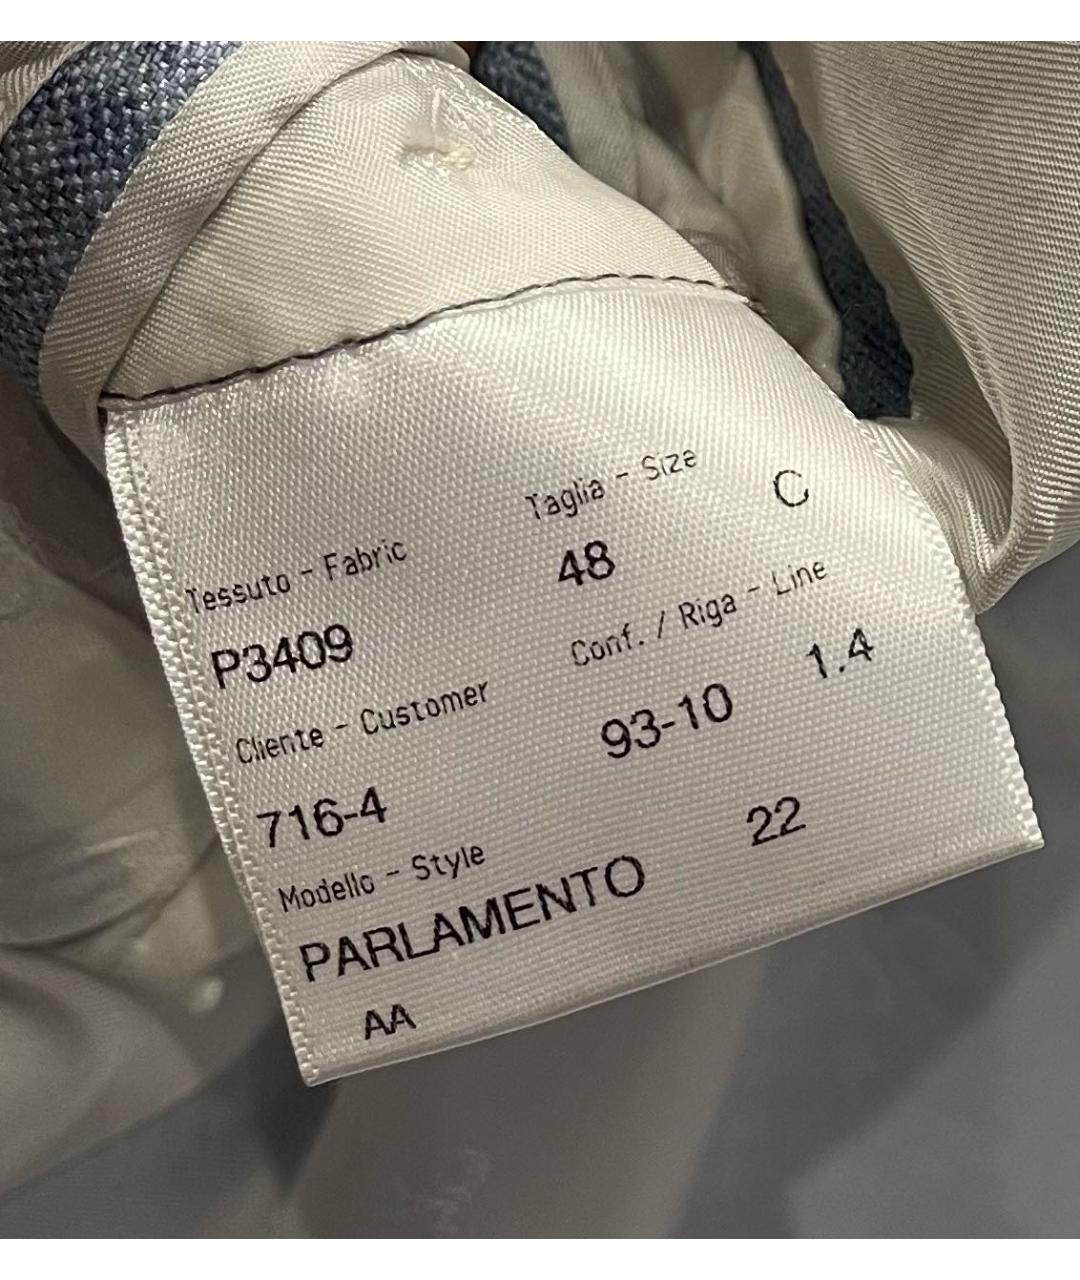 Taglia - Size C
Tessuto - Fabric 48
P3409 Conf. / Riga - Line
Cliente - Customer 93-10 1.4
716-4
Modello - Style 22
PARLAMENTO
AA